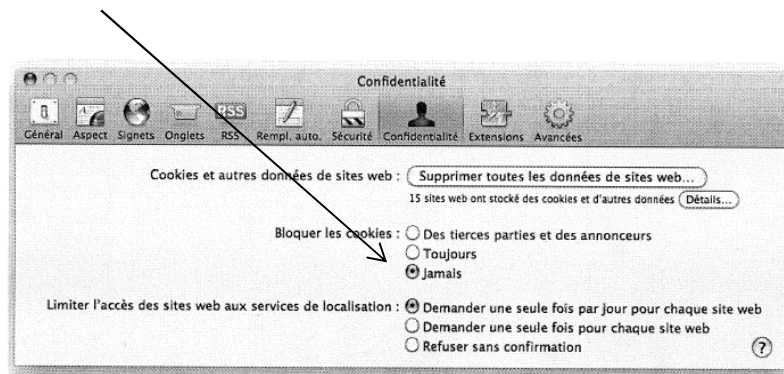 Confidentialité
Général Aspect Signets Onglets RSS Rempl. auto. Sécurité Confidentialité Extensions Avancées
Cookies et autres données de sites web : Supprimer toutes les données de sites web...
15 sites web ont stocké des cookies et d'autres données Détails...
Bloquer les cookies : Des tierces parties et des annonceurs
Toujours
Jamais
Limiter l'accès des sites web aux services de localisation : Demander une seule fois par jour pour chaque site web
Demander une seule fois pour chaque site web
Refuser sans confirmation ?